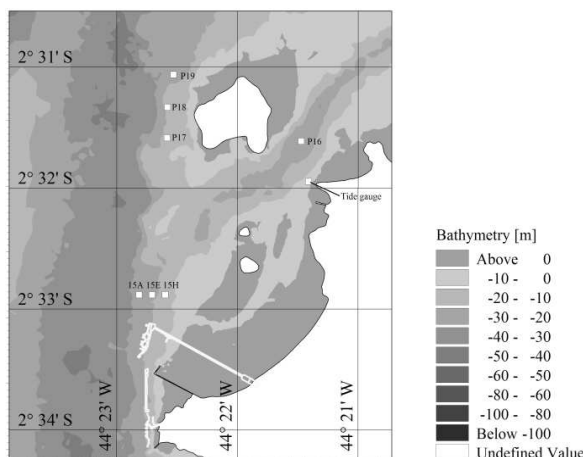 2° 31' S
P19
P18
P17
P16
2° 32' S
Tide gauge
15A 15E 15H
2° 33' S
2° 34' S
44° 23' W
44° 22' W
44° 21' W
Bathymetry [m]
Above 0
-10 - 0
-20 - -10
-30 - -20
-40 - -30
-50 - -40
-60 - -50
-80 - -60
-100 - -80
Below -100
Undefined Value